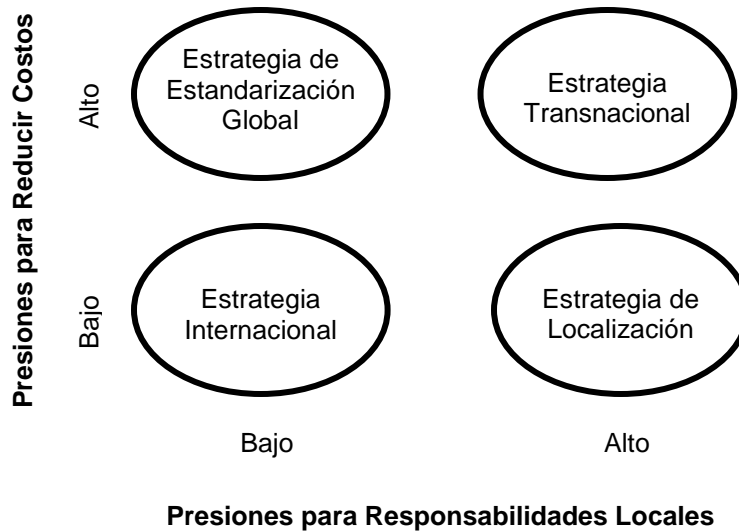 Presiones para Reducir Costos
Alto
Estrategia de
Estandarización
Global
Estrategia
Transnacional
Bajo
Estrategia
Internacional
Estrategia de
Localización
Bajo
Alto
Presiones para Responsabilidades Locales